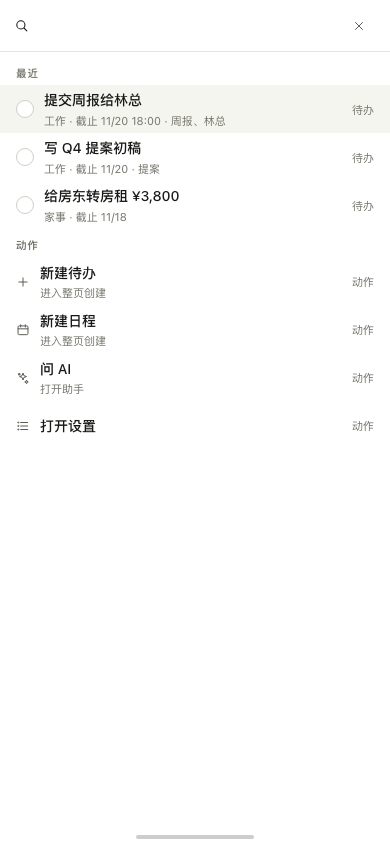 最近
提交周报给林总
待办
工作 · 截止 11/20 18:00 · 周报、林总
写 Q4 提案初稿
待办
工作 · 截止 11/20 · 提案
给房东转房租 ¥3,800
待办
家事 · 截止 11/18
动作
新建待办
动作
进入整页创建
新建日程
动作
进入整页创建
问 AI
动作
打开助手
打开设置
动作